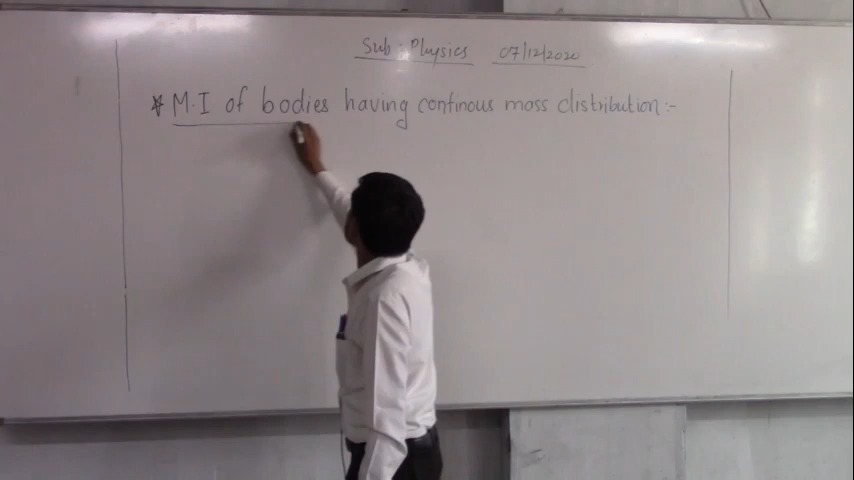 Sub : Physics 07/12/2020
* M.I of bodies having continous mass distribution:-